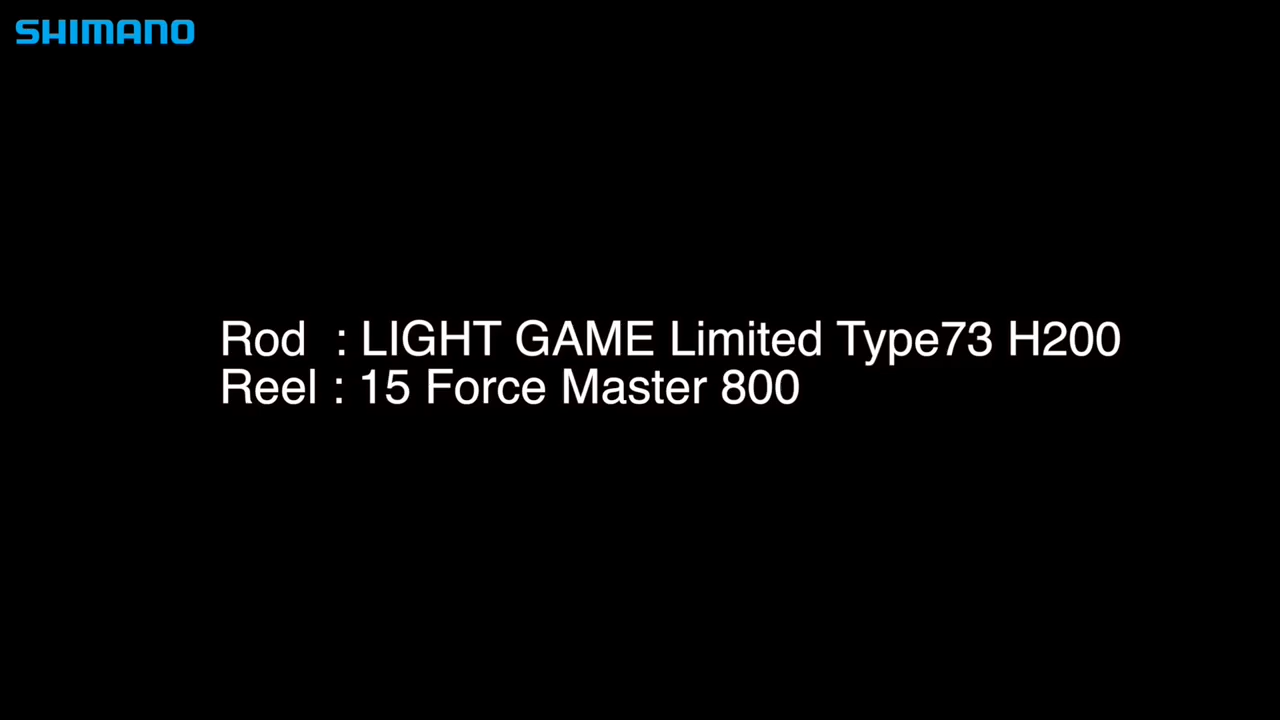 SHIMANO
Rod : LIGHT GAME Limited Type73 H200
Reel : 15 Force Master 800